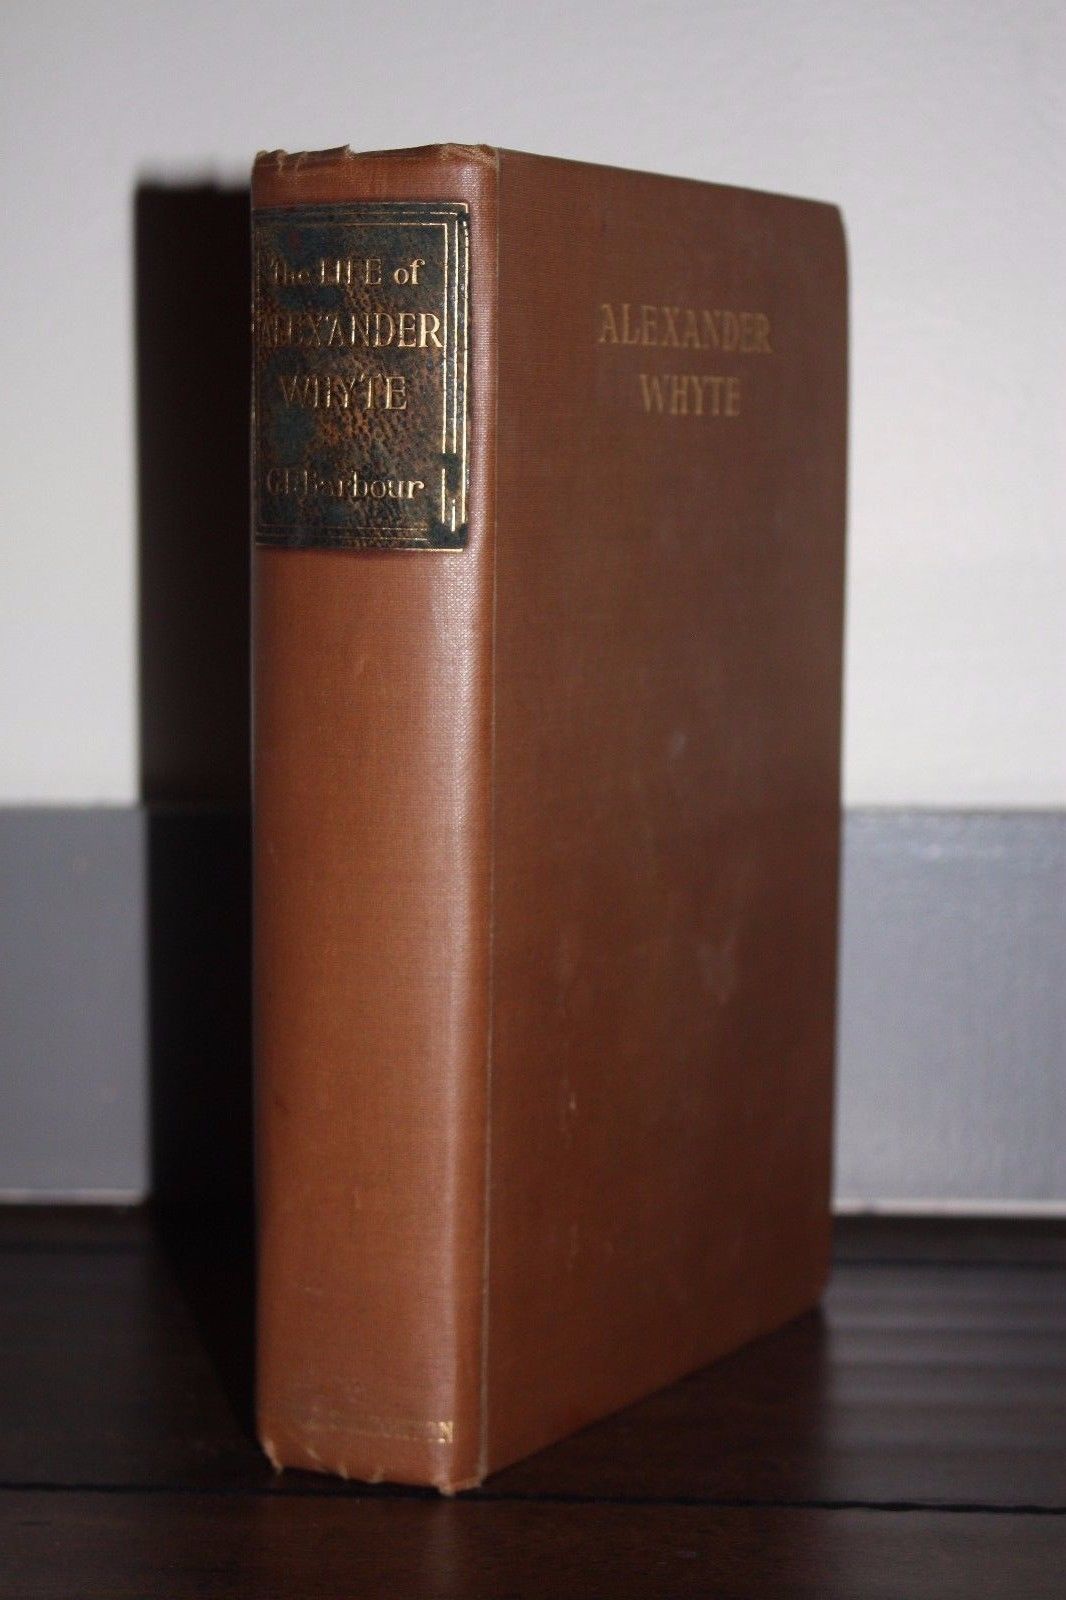 The LIFE of
ALEXANDER
WHYTE
G.F. Barbour
ALEXANDER
WHYTE